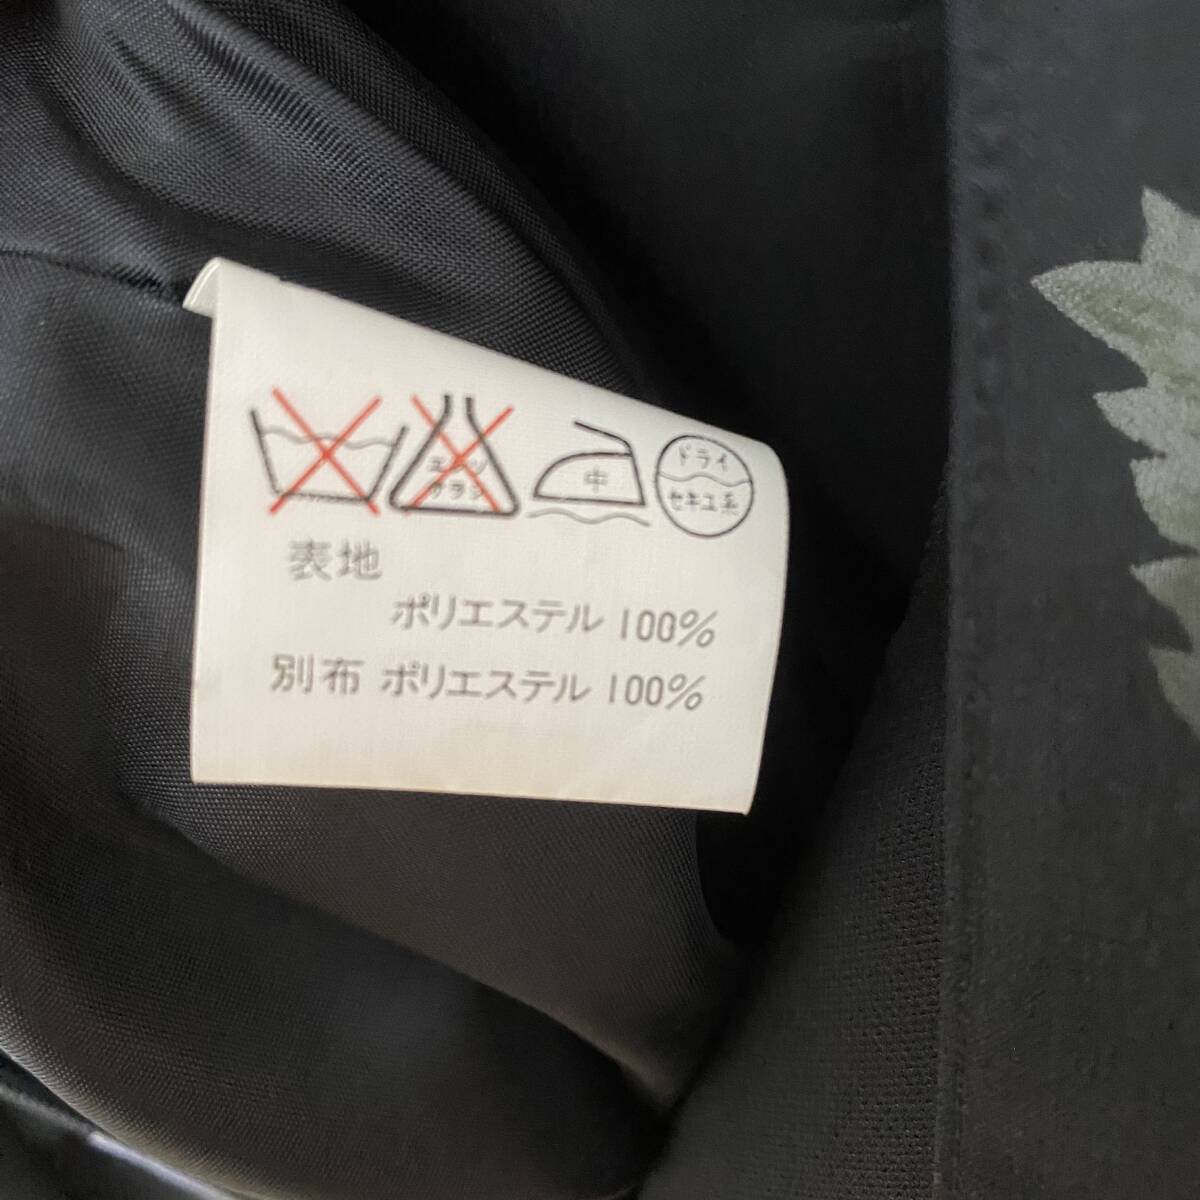 エンソ
サラシ
中
ドライ
セキユ系
表地
ポリエステル 100%
別布 ポリエステル 100%